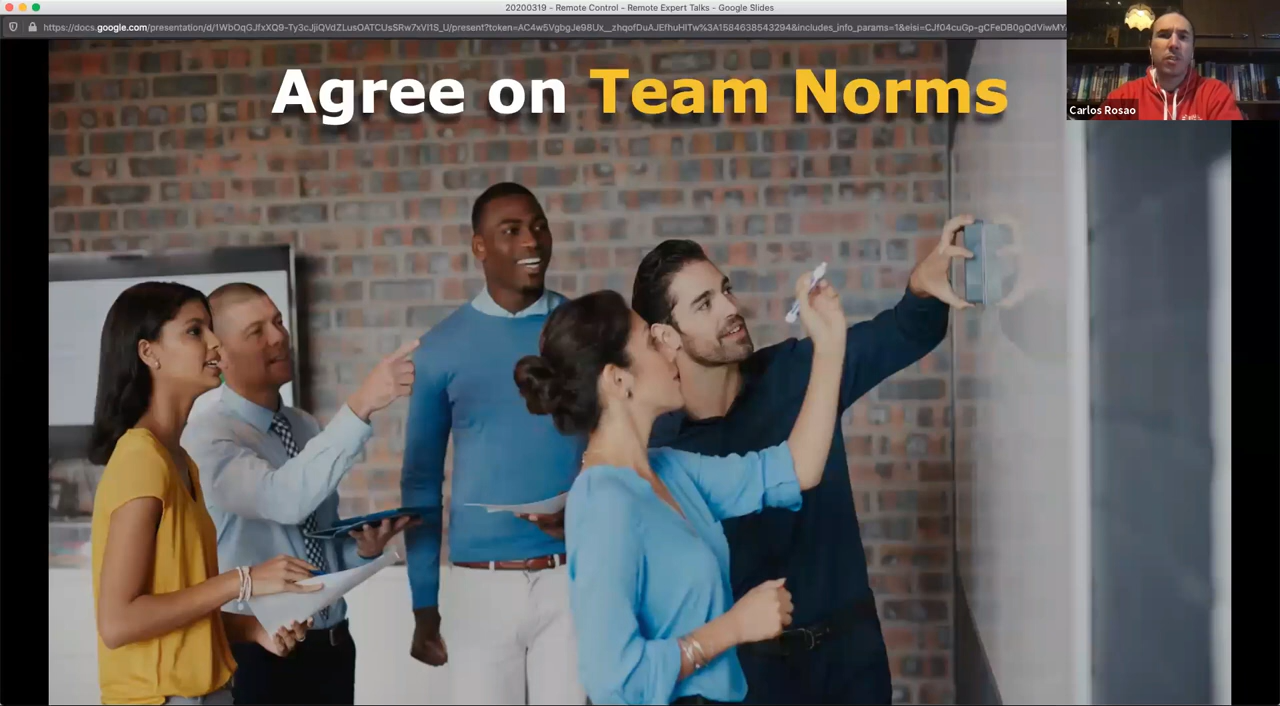 20200319 - Remote Control - Remote Expert Talks - Google Slides
Agree on Team Norms
Carlos Rosao